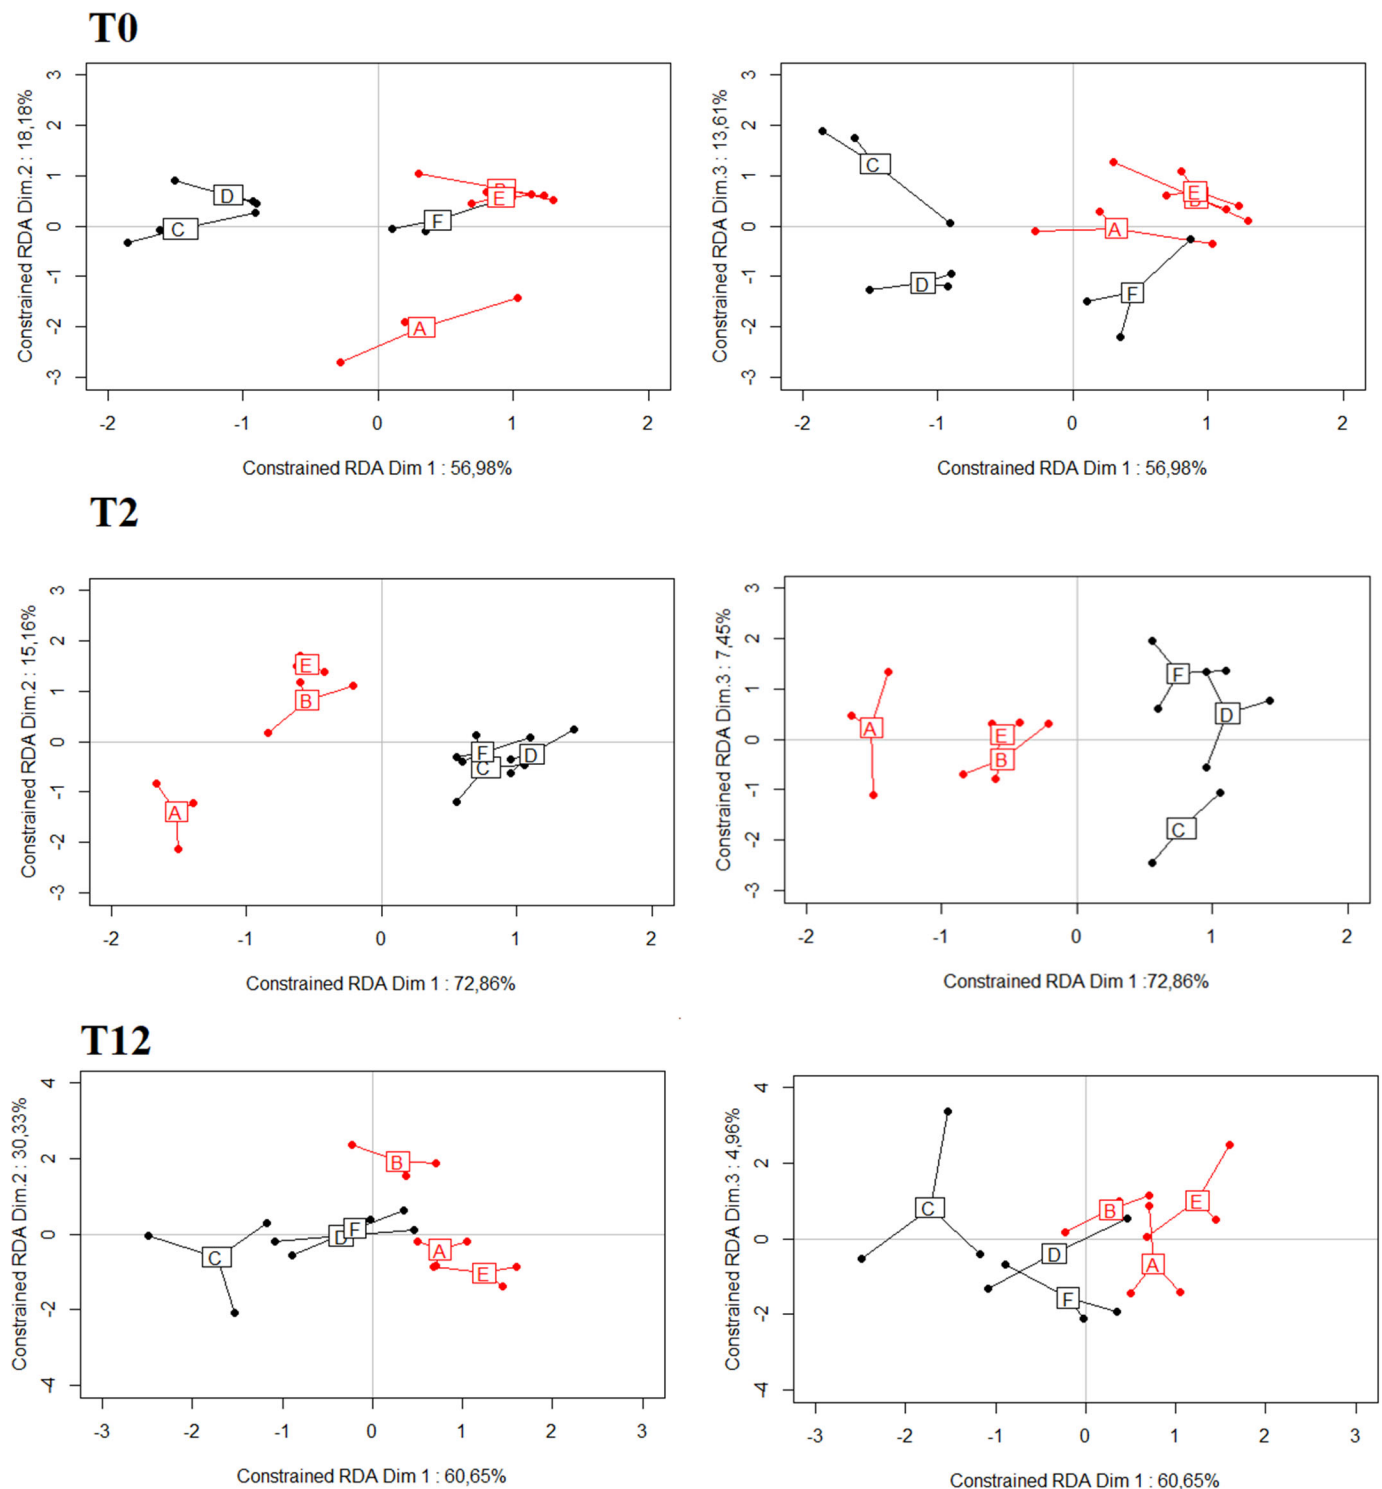 T0
Constrained RDA Dim.2 : 18,18%
3
2
1
0
-1
-2
-3
D
C
E
F
A
-2
-1
0
1
2
Constrained RDA Dim 1 : 56,98%
Constrained RDA Dim.3 : 13,61%
3
2
1
0
-1
-2
-3
C
E
A
D
F
-2
-1
0
1
2
Constrained RDA Dim 1 : 56,98%
T2
Constrained RDA Dim.2 : 15,16%
3
2
1
0
-1
-2
-3
E
B
F
D
C
A
-2
-1
0
1
2
Constrained RDA Dim 1 : 72,86%
Constrained RDA Dim.3 : 7,45%
3
2
1
0
-1
-2
-3
F
D
A
E
B
C
-2
-1
0
1
2
Constrained RDA Dim 1 :72,86%
T12
Constrained RDA Dim.2 : 30,33%
4
2
0
-2
-4
B
F
D
A
C
E
-3
-2
-1
0
1
2
3
Constrained RDA Dim 1 : 60,65%
Constrained RDA Dim.3 : 4,96%
4
2
0
-2
-4
C
B
E
D
A
F
-3
-2
-1
0
1
2
3
Constrained RDA Dim 1 : 60,65%